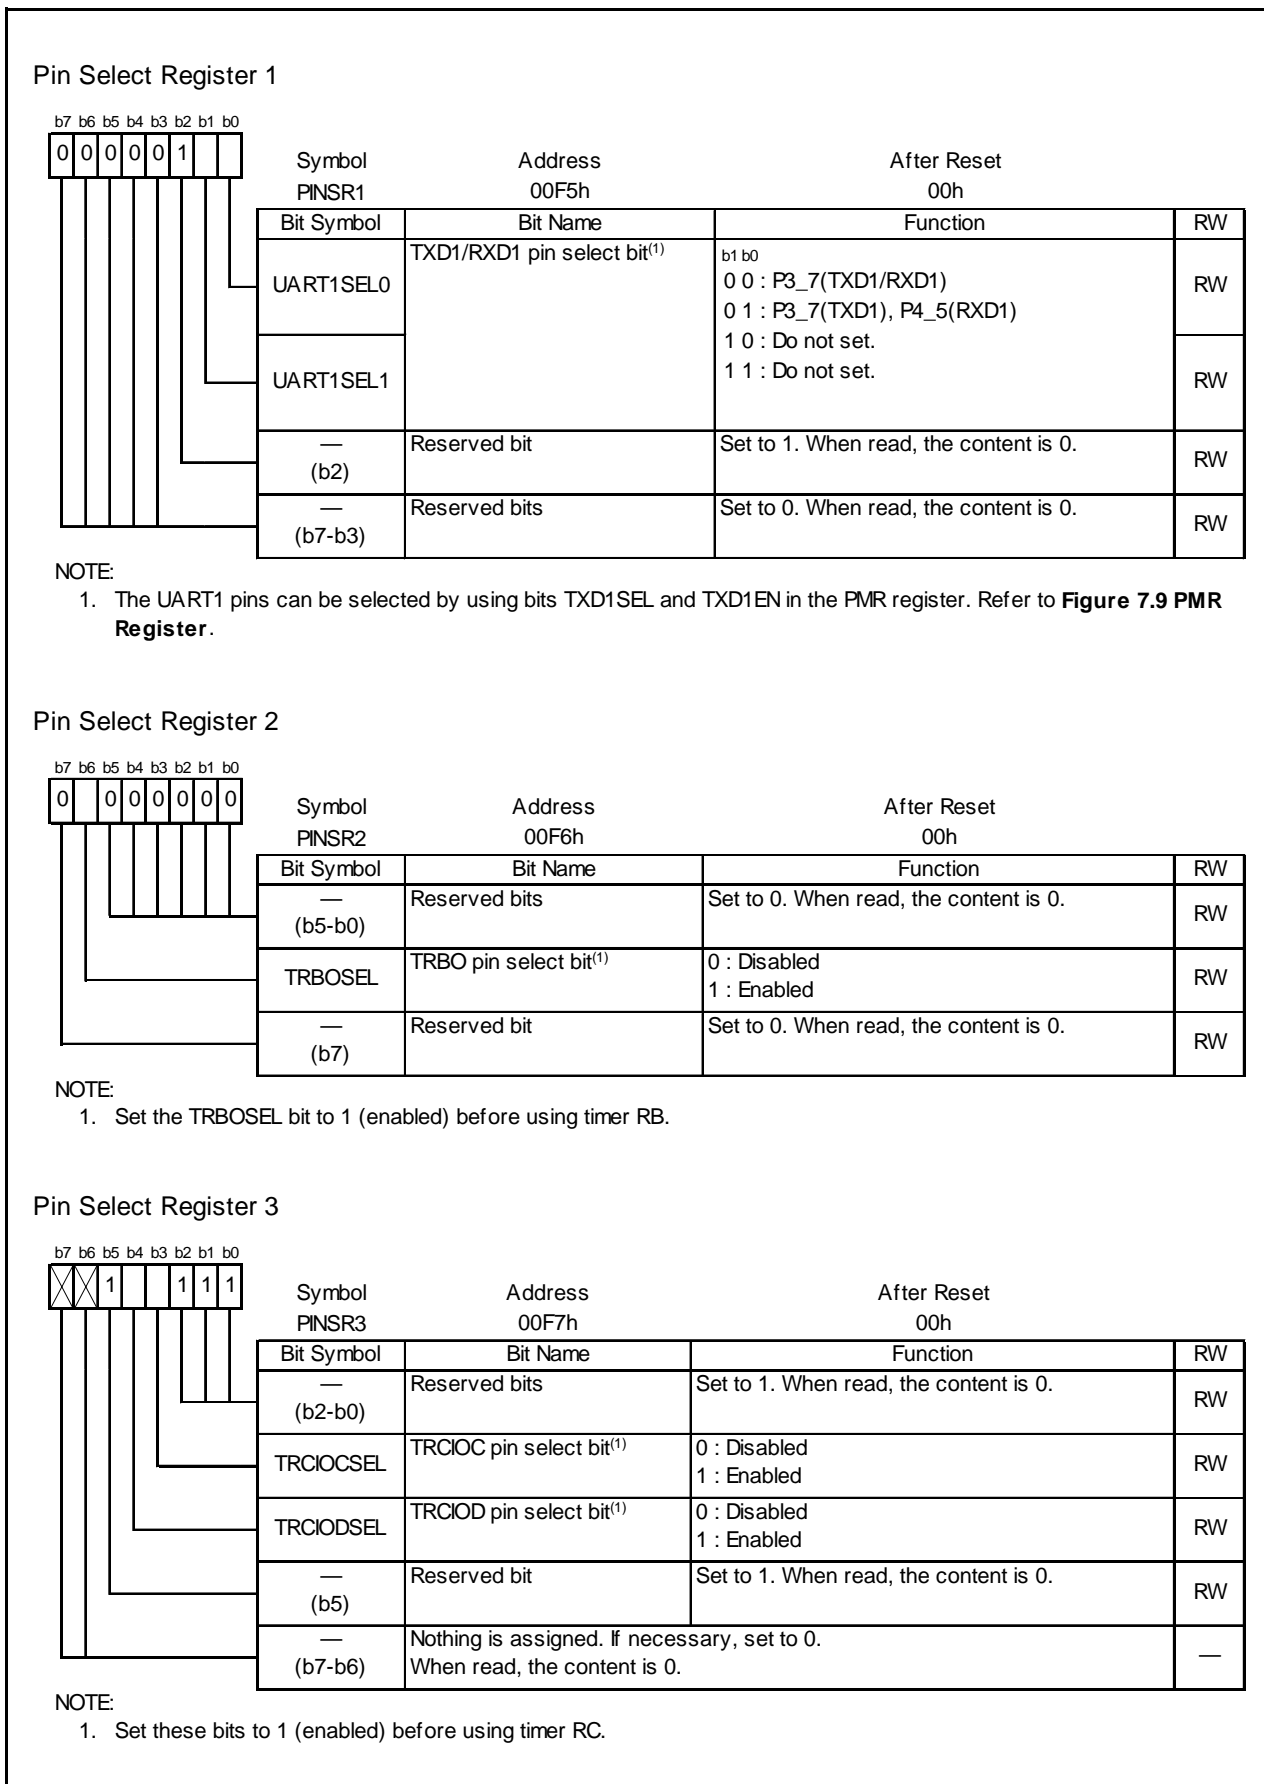 Pin Select Register 1
b7 b6 b5 b4 b3 b2 b1 b0
0 0 0 0 0 1
Symbol Address After Reset
PINSR1 00F5h 00h
Bit Symbol Bit Name Function RW
UART1SEL0 TXD1/RXD1 pin select bit(1) b1 b0
0 0 : P3_7(TXD1/RXD1) RW
0 1 : P3_7(TXD1), P4_5(RXD1)
1 0 : Do not set.
UART1SEL1 1 1 : Do not set. RW
— Reserved bit Set to 1. When read, the content is 0. RW
(b2)
— Reserved bits Set to 0. When read, the content is 0. RW
(b7-b3)
NOTE:
1. The UART1 pins can be selected by using bits TXD1SEL and TXD1EN in the PMR register. Refer to Figure 7.9 PMR
Register.
Pin Select Register 2
b7 b6 b5 b4 b3 b2 b1 b0
0 0 0 0 0 0 0
Symbol Address After Reset
PINSR2 00F6h 00h
Bit Symbol Bit Name Function RW
— Reserved bits Set to 0. When read, the content is 0. RW
(b5-b0)
TRBOSEL TRBO pin select bit(1) 0 : Disabled RW
1 : Enabled
— Reserved bit Set to 0. When read, the content is 0. RW
(b7)
NOTE:
1. Set the TRBOSEL bit to 1 (enabled) before using timer RB.
Pin Select Register 3
b7 b6 b5 b4 b3 b2 b1 b0
1 1 1 1
Symbol Address After Reset
PINSR3 00F7h 00h
Bit Symbol Bit Name Function RW
— Reserved bits Set to 1. When read, the content is 0. RW
(b2-b0)
TRCIOCSEL TRCIOC pin select bit(1) 0 : Disabled RW
1 : Enabled
TRCIODSEL TRCIOD pin select bit(1) 0 : Disabled RW
1 : Enabled
— Reserved bit Set to 1. When read, the content is 0. RW
(b5)
— Nothing is assigned. If necessary, set to 0. —
(b7-b6) When read, the content is 0.
NOTE:
1. Set these bits to 1 (enabled) before using timer RC.